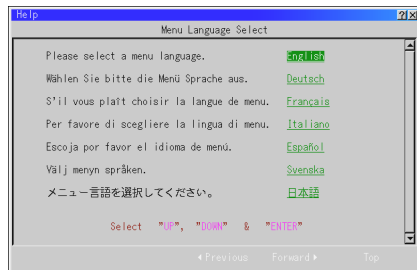 Help ?|×
Menu Language Select
Please select a menu language. English
Wählen Sie bitte die Menü Sprache aus. Deutsch
S'il vous plaît choisir la langue de menu. Français
Per favore di scegliere la lingua di menu. Italiano
Escoja por favor el idioma de menú. Español
Välj menyn språken. Svenska
メニュー言語を選択してください。 日本語
Select "UP", "DOWN" & "ENTER"
◂Previous Forward▸ Top